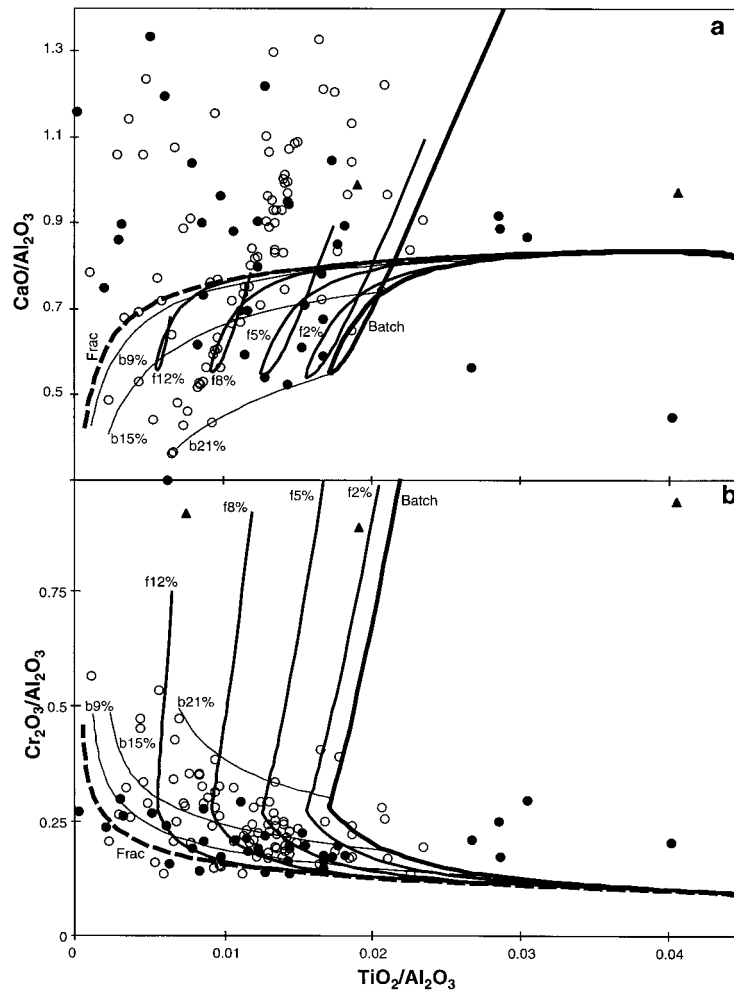 a
1.3
1.1
0.9
0.7
0.5
CaO/Al2O3
Frac
b9%
b15%
f12%
f8%
b21%
f5%
f2%
Batch
b
f2%
Batch
f5%
f8%
f12%
0.75
0.5
0.25
0
Cr2O3/Al2O3
b9%
b21%
b15%
Frac
0
0.01
0.02
0.03
0.04
TiO2/Al2O3